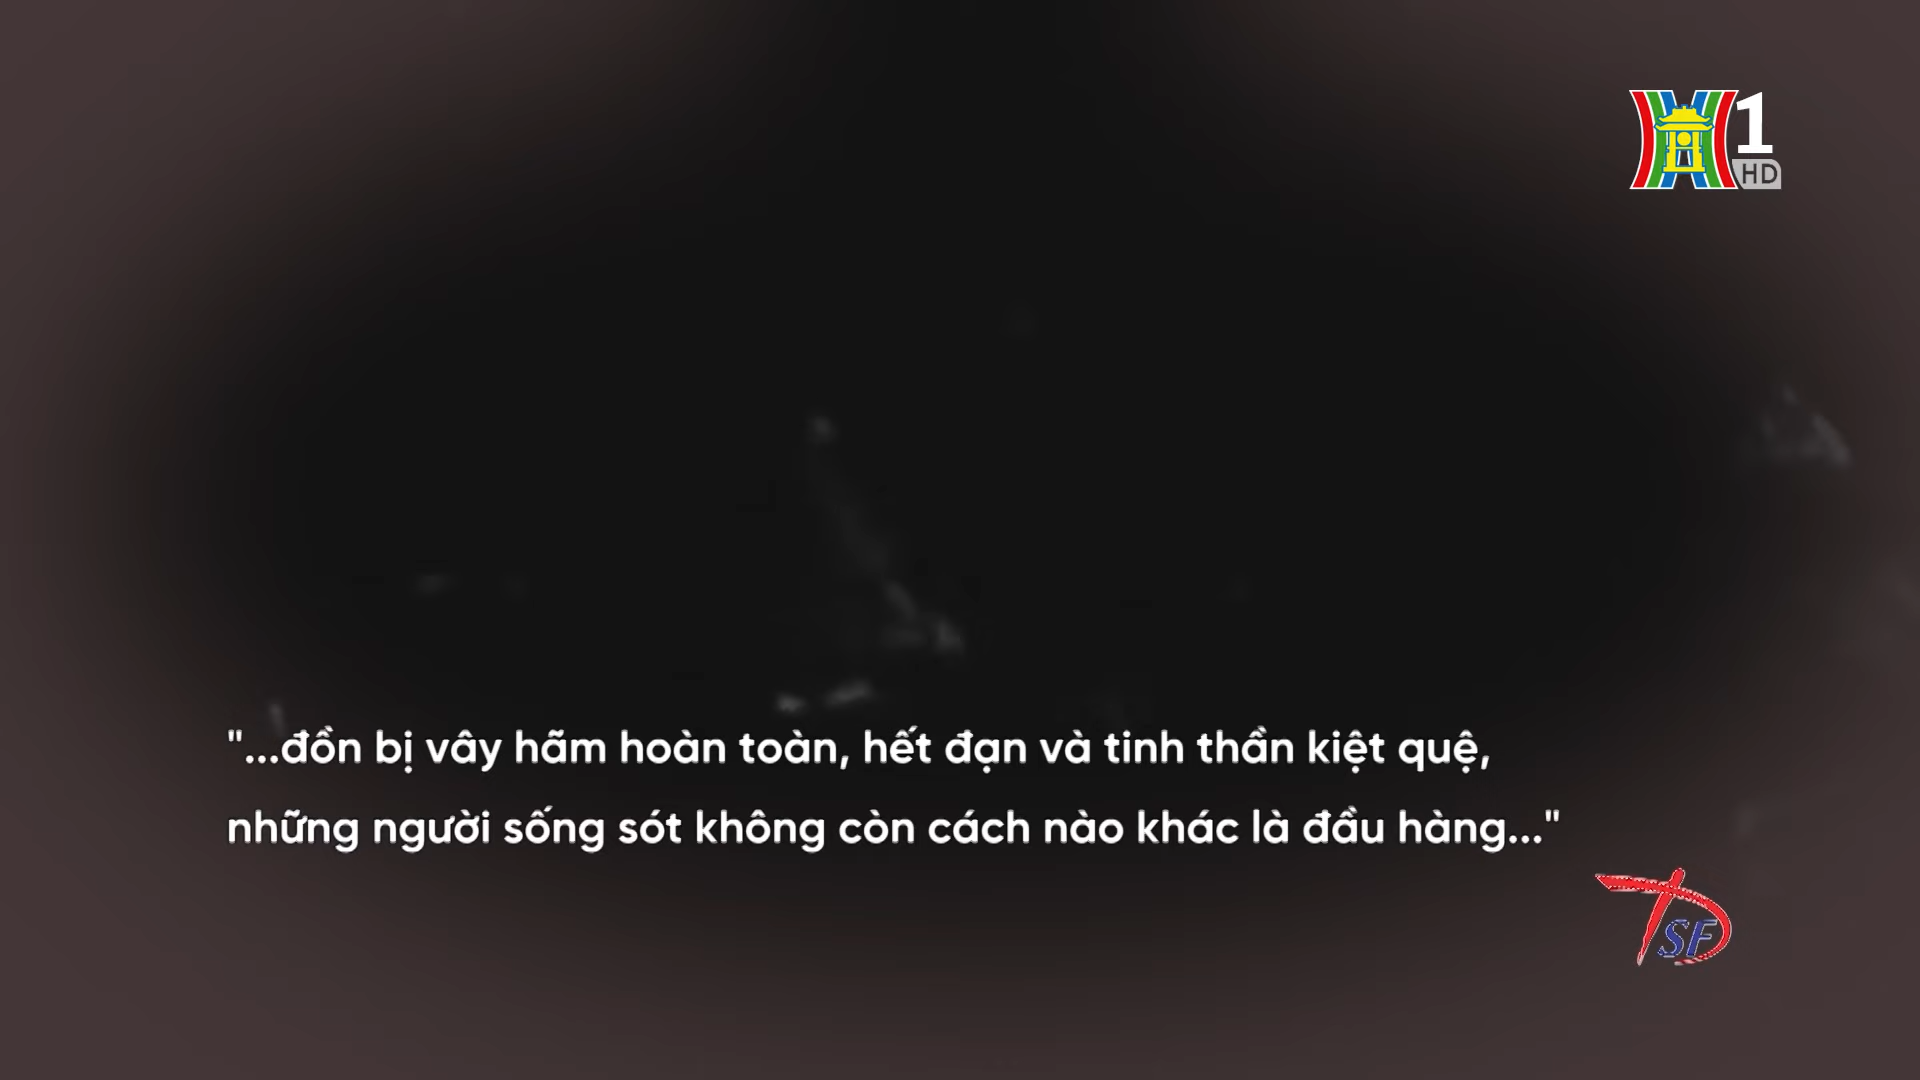 1
HD
"...đồn bị vây hãm hoàn toàn, hết đạn và tinh thần kiệt quệ,
những người sống sót không còn cách nào khác là đầu hàng..."
SF